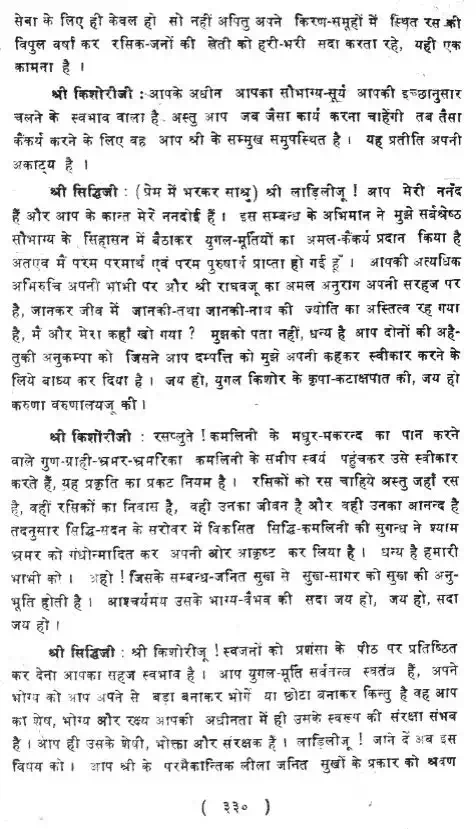 सेवा के लिए ही केवल हो सो नहीं अपितु अपने किरण-समूहों में स्थित रस की
विपुल वर्षा कर रसिक-जनों की खेती को हरी-भरी सदा करता रहे, यही एक
कामना है ।
श्री किशोरीजी : आपके अधीन आपका सौभाग्य-सूर्य आपकी इच्छानुसार
चलने के स्वभाव वाला है अस्तु आप जब जैसा कार्य करना चाहेंगी तब तैसा
कैंकर्य करने के लिए वह आप श्री के सम्मुख समुपस्थित है । यह प्रतीति अपनी
अकाट्य है ।
श्री सिद्धिजी : (प्रेम में भरकर साश्रु) श्री लाड़िलीजू ! आप मेरी ननँद
हैं और आप के कान्त मेरे ननदोई हैं । इस सम्बन्ध के अभिमान ने मुझे सर्वश्रेष्ठ
सौभाग्य के सिंहासन में बैठाकर युगल-मूर्तियों का अमल-कैंकर्य प्रदान किया है
अतएव मैं परम परमार्थ एवं परम पुरुषार्थ प्राप्ता हो गई हूँ । आपकी अत्यधिक
अभिरुचि अपनी भाभी पर और श्री राघवजू का अमल अनुराग अपनी सरहज पर
है, जानकर जीव में जानकी-तथा जानकी-नाथ की ज्योति का अस्तित्व रह गया
है, मैं और मेरा कहाँ खो गया ? मुझको पता नहीं, धन्य है आप दोनों की अहै-
तुकी अनुकम्पा को जिसने आप दम्पत्ति को मुझे अपनी कहकर स्वीकार करने के
लिये बाध्य कर दिया है । जय हो, युगल किशोर के कृपा-कटाक्षपात की, जय हो
करुणा वरुणालयजू की ।
श्री किशोरीजी : रसप्लुते ! कमलिनी के मधुर-मकरन्द का पान करने
वाले गुण-ग्राही-भ्रमर-भ्रमरिका कमलिनी के समीप स्वयं पहुंचकर उसे स्वीकार
करते हैं, यह प्रकृति का प्रकट नियम है । रसिकों को रस चाहिये अस्तु जहाँ रस
है, वहीं रसिकों का निवास है, वही उनका जीवन है और वही उनका आनन्द है
तदनुसार सिद्धि-सदन के सरोवर में विकसित सिद्धि-कमलिनी की सुगन्ध ने श्याम
भ्रमर को गंधोन्मादित कर अपनी ओर आकृष्ट कर लिया है । धन्य है हमारी
भाभी को । अहो ! जिसके सम्बन्ध-जनित सुख से सुख-सागर को सुख की अनु-
भूति होती है । आश्चर्यमय उसके भाग्य-वैभव की सदा जय हो, जय हो, सदा
जय हो ।
श्री सिद्धिजी : श्री किशोरीजू ! स्वजनों को प्रशंसा के पीठ पर प्रतिष्ठित
कर देना आपका सहज स्वभाव है । आप युगल-मूर्ति सर्वतन्त्र स्वतंत्र हैं, अपने
भोग्य को आप अपने से बड़ा बनाकर भोगें या छोटा बनाकर किन्तु है वह आप
का शेष, भोग्य और रक्ष्य आपकी अधीनता में ही उसके स्वरूप की संरक्षा संभव
है । आप ही उसके शेषी, भोक्ता और संरक्षक हैं । लाड़िलीजू ! जाने दें अब इस
विषय को । आप श्री के परमैकान्तिक लीला जनित सुखों के प्रकार को श्रवण
( ३३० )